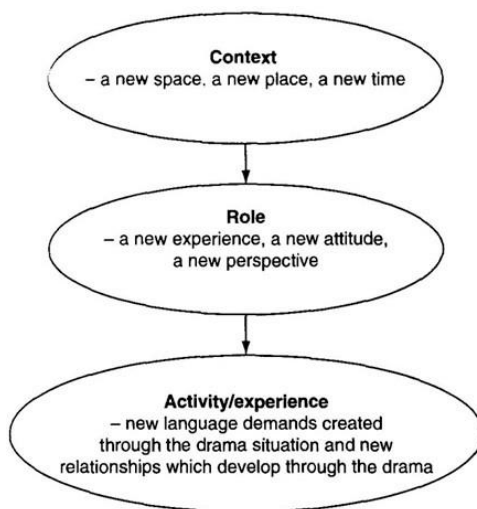 Context
– a new space, a new place, a new time
Role
– a new experience, a new attitude,
a new perspective
Activity/experience
– new language demands created
through the drama situation and new
relationships which develop through the drama